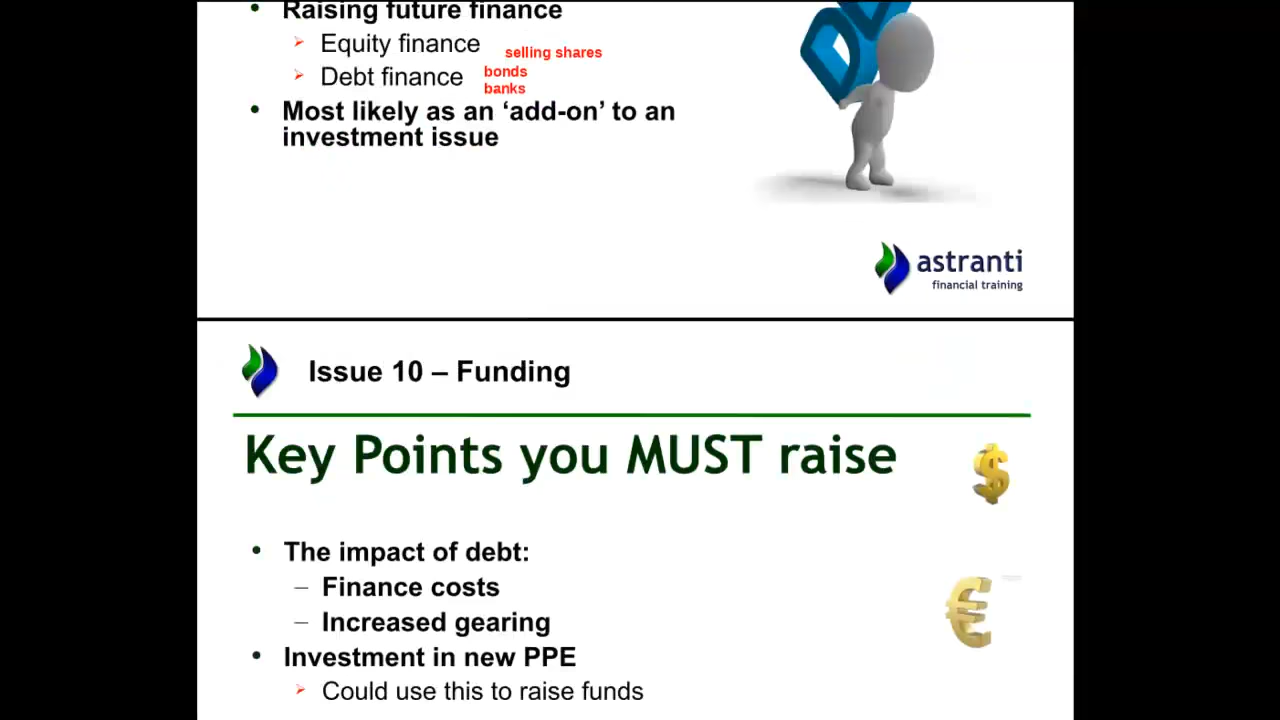 Raising future finance
Equity finance
selling shares
Debt finance
bonds
banks
Most likely as an ‘add-on’ to an
investment issue
astranti
financial training
Issue 10 – Funding
Key Points you MUST raise
The impact of debt:
– Finance costs
– Increased gearing
Investment in new PPE
Could use this to raise funds